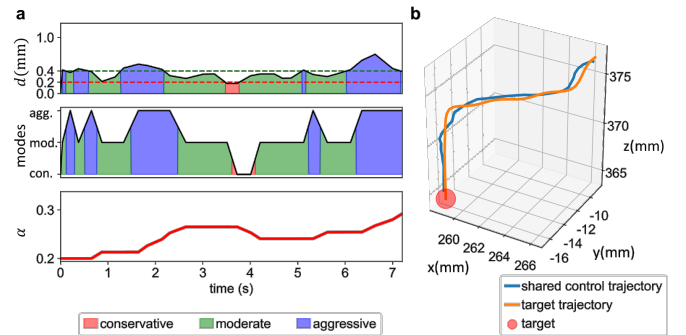 a
d(mm)
1.0
0.4
0.2
0.0
modes
agg.
mod.
con.
α
0.3
0.2
0 1 2 3 4 5 6 7
time (s)
conservative moderate aggressive
b
375
370
365
z(mm)
-10
-12
-14
-16
y(mm)
260 262 264 266
x(mm)
shared control trajectory
target trajectory
target